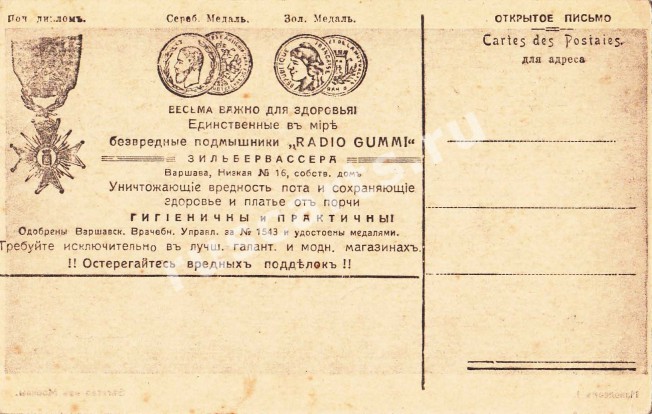 Поч. дипломъ.
Сереб. Медаль.
Зол. Медаль.
ВЕСЬМА ВАЖНО ДЛЯ ЗДОРОВЬЯ!
Единственные въ мірѣ
безвредные подмышники „RADIO GUMMI"
ЗИЛЬБЕРВАССЕРА
Варшава, Низкая № 16, собств. домъ
Уничтожающіе вредность пота и сохраняющіе
здоровье и платье отъ порчи
ГИГІЕНИЧНЫ И ПРАКТИЧНЫ!
Одобрены Варшавск. Врачебн. Управл. за № 1543 и удостоены медалями.
Требуйте исключительно въ лучш. галант. и модн. магазинахъ.
!! Остерегайтесь вредныхъ поддѣлокъ !!
ОТКРЫТОЕ ПИСЬМО
Cartes des Postaies.
для адреса